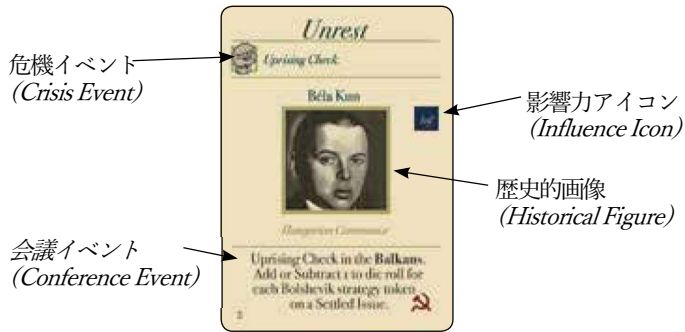 Unrest
Uprising Check
危機イベント
(Crisis Event)
Béla Kun
影響力アイコン
(Influence Icon)
Inf
歴史的画像
(Historical Figure)
Hungarian Commune
会議イベント
(Conference Event)
Uprising Check in the Balkans.
Add or Subtract 1 to die roll for
each Bolshevik strategy token
on a Settled Issue.